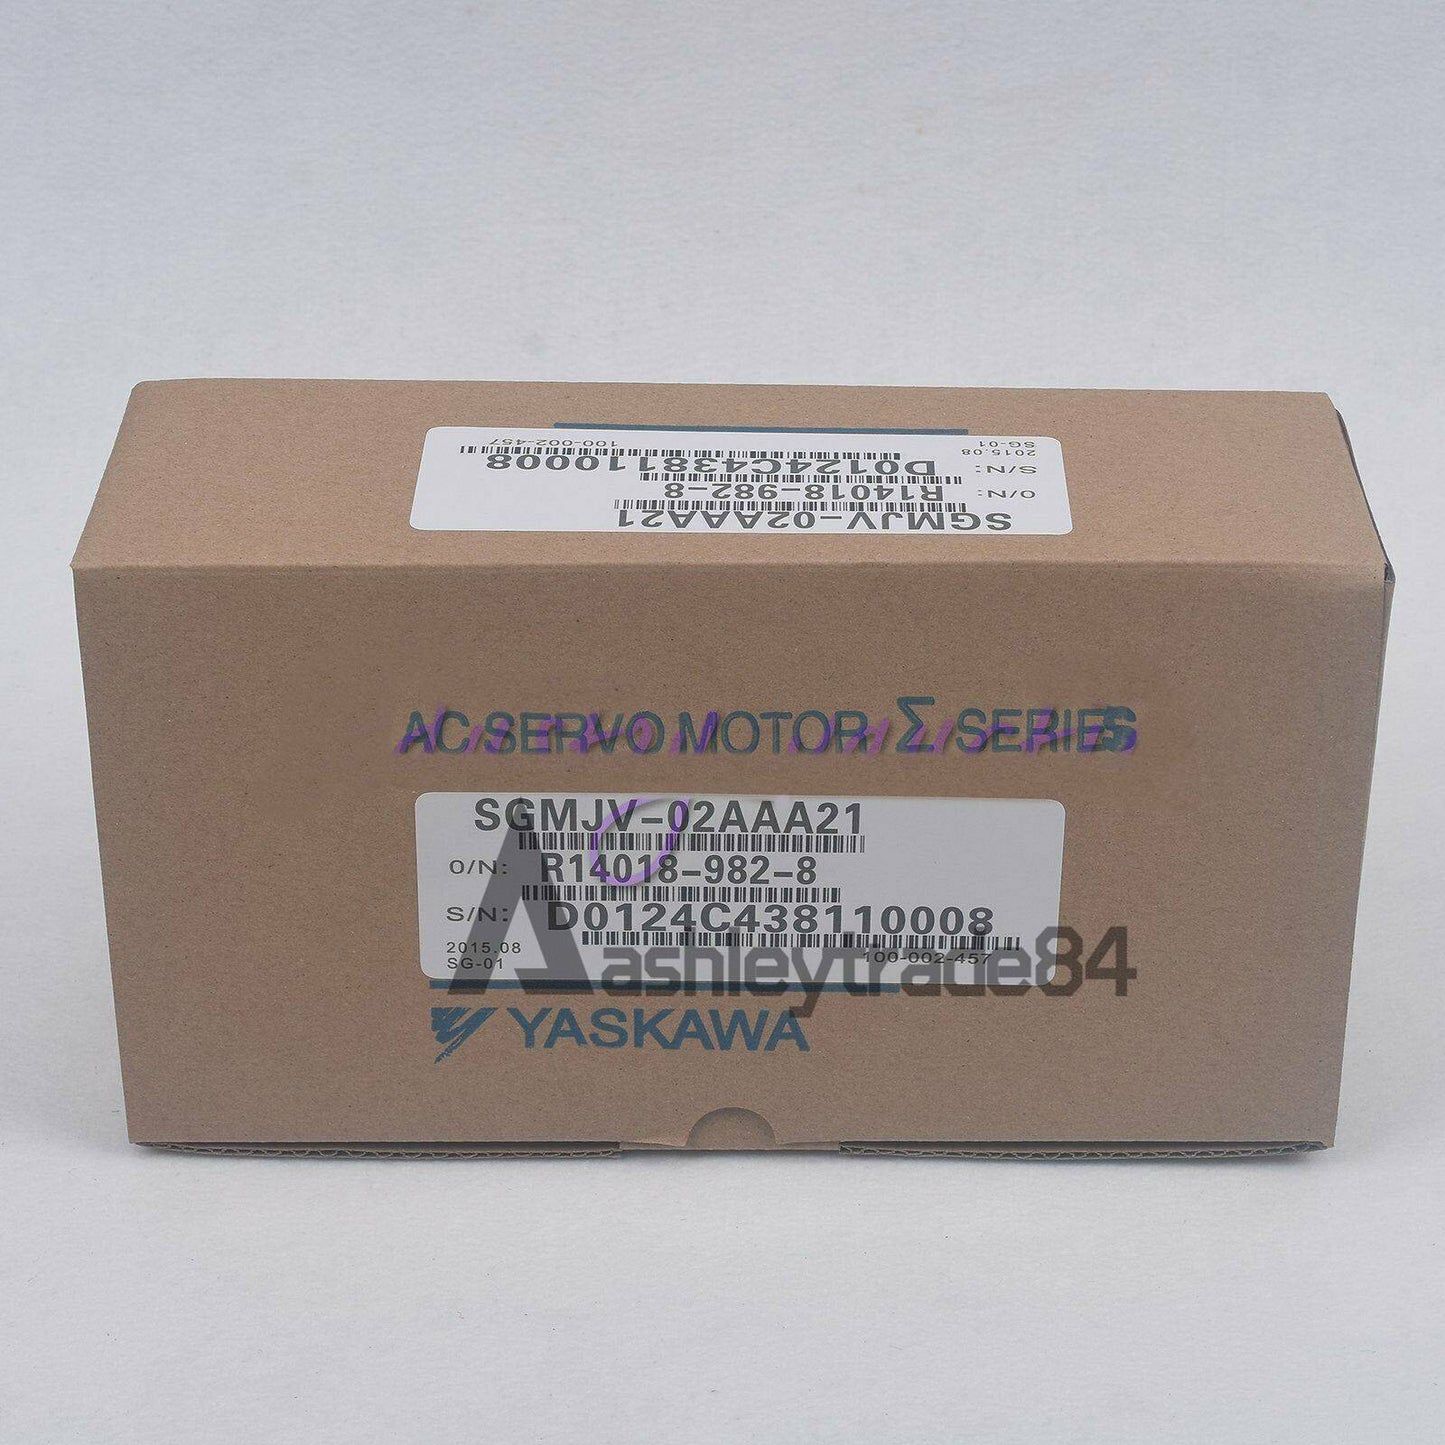 100-002-457
SG-01
2015.08
S/N: D0124C438110008
O/N: R14018-982-8
SGMJV-02AAA21
AC SERVO MOTOR Σ SERIES
SGMJV-02AAA21
O/N: R14018-982-8
S/N: D0124C438110008
2015.08
SG-01
100-002-457
ashleytrade84
YASKAWA